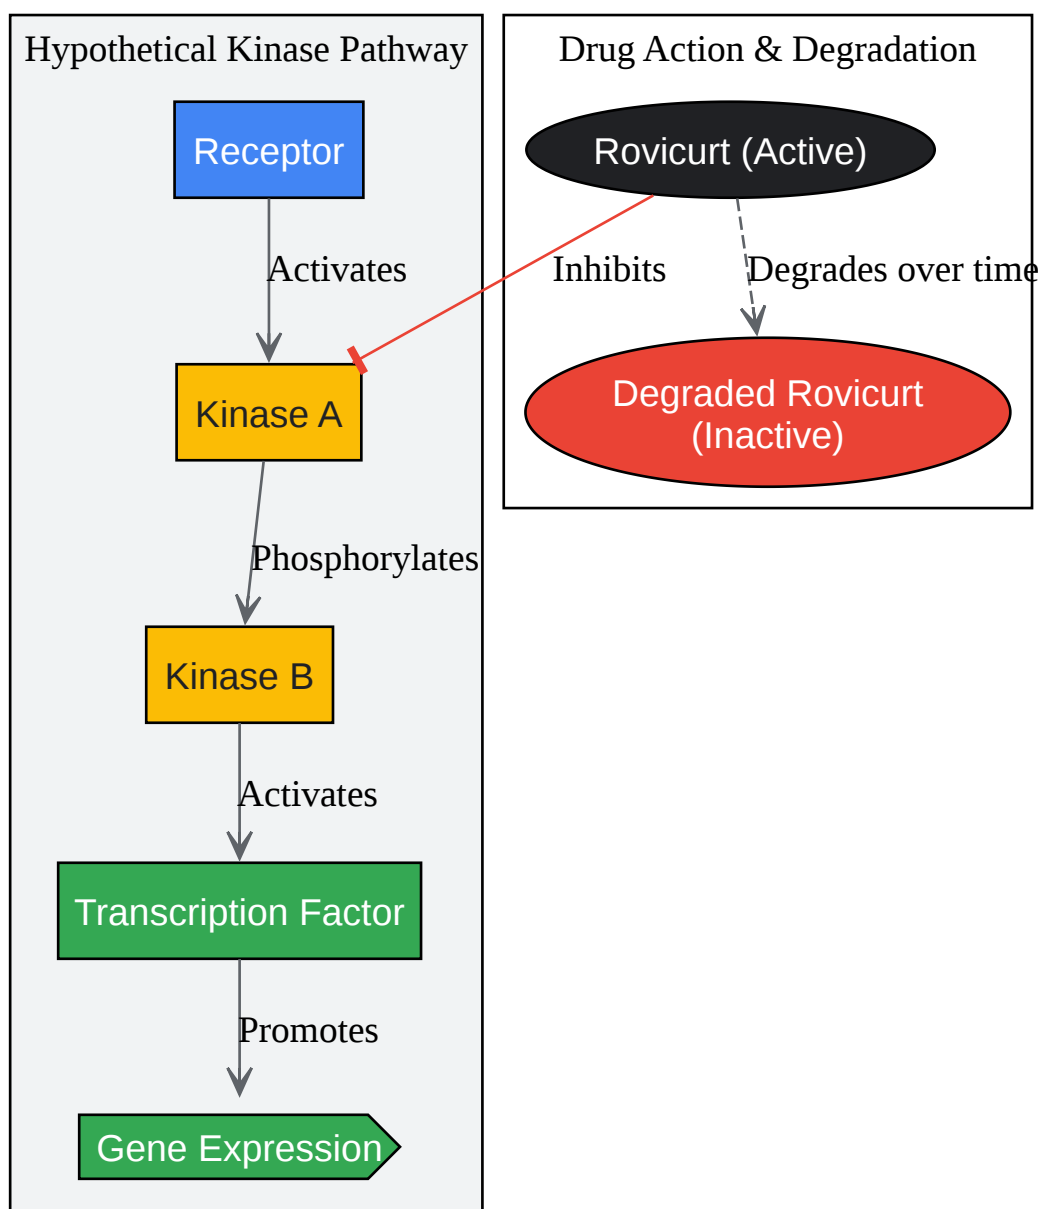 Hypothetical Kinase Pathway
Receptor
Activates
Kinase A
Phosphorylates
Kinase B
Activates
Transcription Factor
Promotes
Gene Expression
Drug Action & Degradation
Rovicurt (Active)
Inhibits
Degrades over time
Degraded Rovicurt
(Inactive)